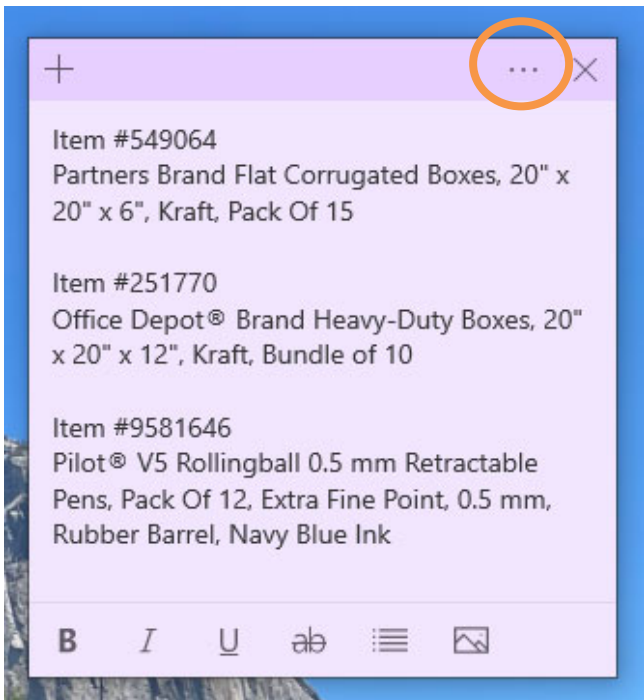 Item #549064
Partners Brand Flat Corrugated Boxes, 20" x
20" x 6", Kraft, Pack Of 15
Item #251770
Office Depot® Brand Heavy-Duty Boxes, 20"
x 20" x 12", Kraft, Bundle of 10
Item #9581646
Pilot® V5 Rollingball 0.5 mm Retractable
Pens, Pack Of 12, Extra Fine Point, 0.5 mm,
Rubber Barrel, Navy Blue Ink
B I U ab